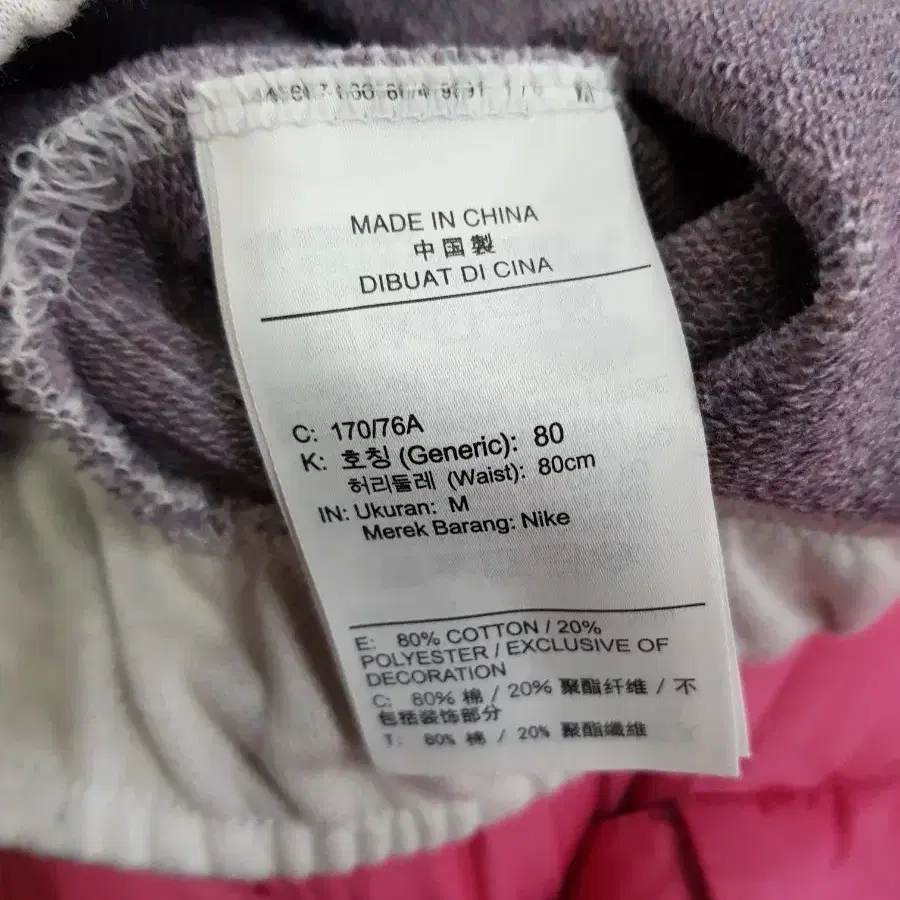 MADE IN CHINA
中国製
DIBUAT DI CINA
C: 170/76A
K: 호칭 (Generic): 80
허리둘레 (Waist): 80cm
IN: Ukuran: M
Merek Barang: Nike
E: 80% COTTON / 20%
POLYESTER / EXCLUSIVE OF
DECORATION
C: 80% 棉 / 20% 聚酯纤维 / 不
包括装饰部分
T: 80% 棉 / 20% 聚酯纖維